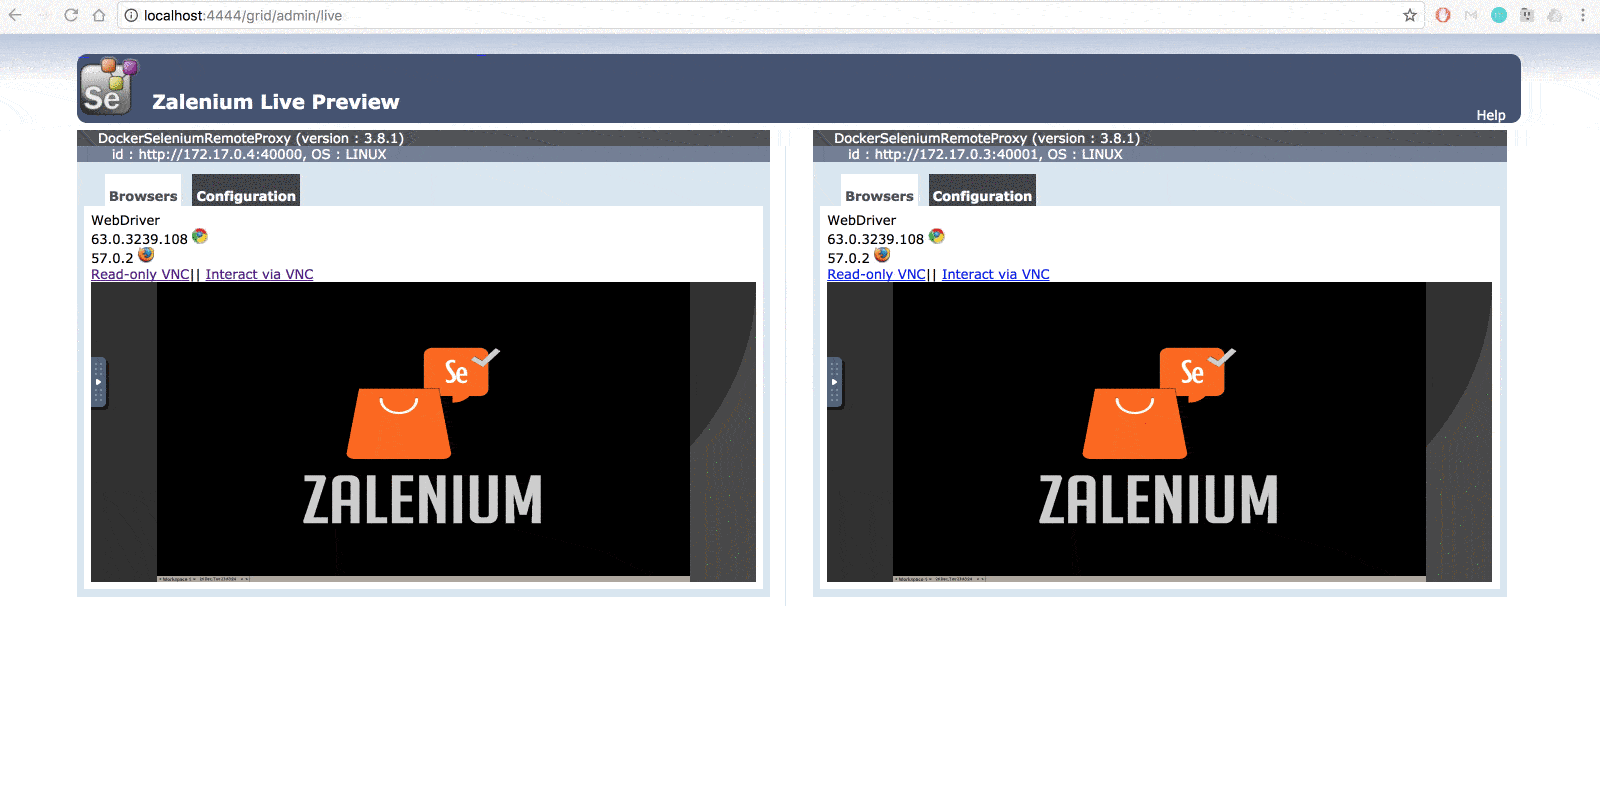 localhost:4444/grid/admin/live
Se
Zalenium Live Preview
Help
DockerSeleniumRemoteProxy (version : 3.8.1)
id : http://172.17.0.4:40000, OS : LINUX
Browsers Configuration
WebDriver
63.0.3239.108
57.0.2
Read-only VNC|| Interact via VNC
Se
ZALENIUM
DockerSeleniumRemoteProxy (version : 3.8.1)
id : http://172.17.0.3:40001, OS : LINUX
Browsers Configuration
WebDriver
63.0.3239.108
57.0.2
Read-only VNC|| Interact via VNC
Se
ZALENIUM